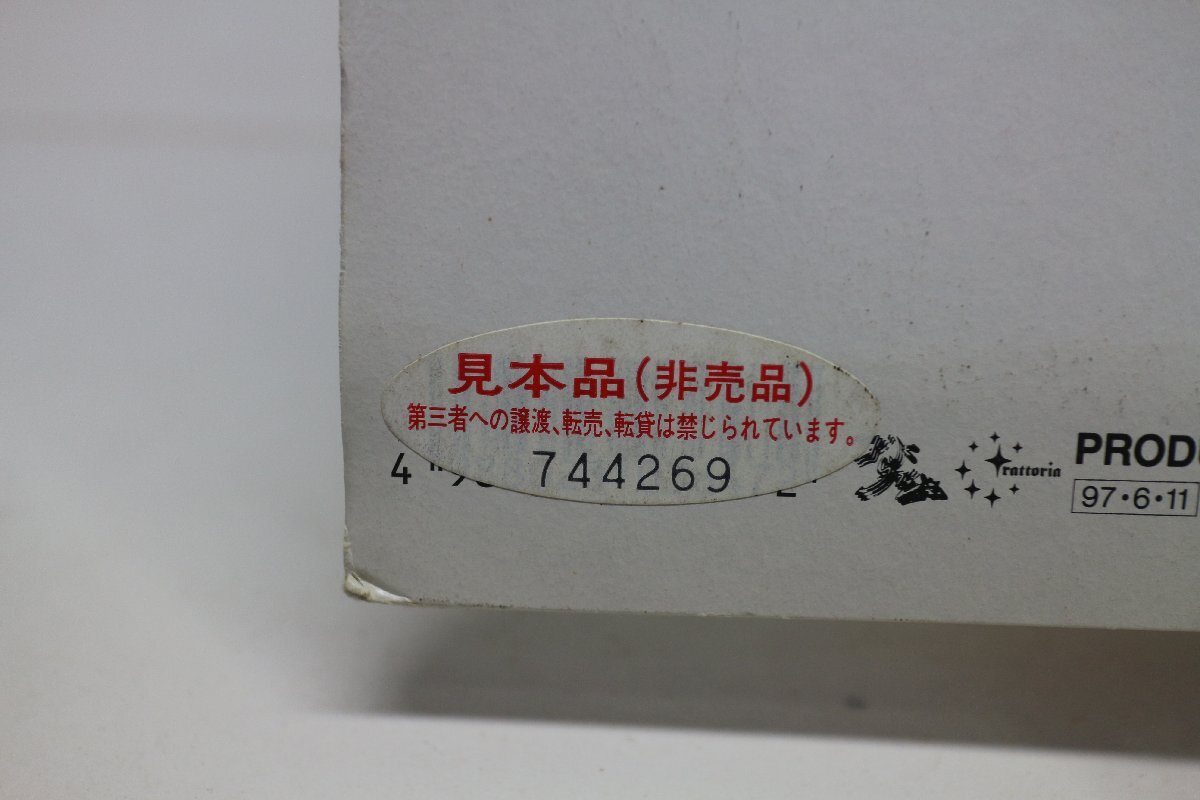 見本品(非売品)
第三者への譲渡、転売、転貸は禁じられています。
4 744269
Trattoria
PROD
97・6・11